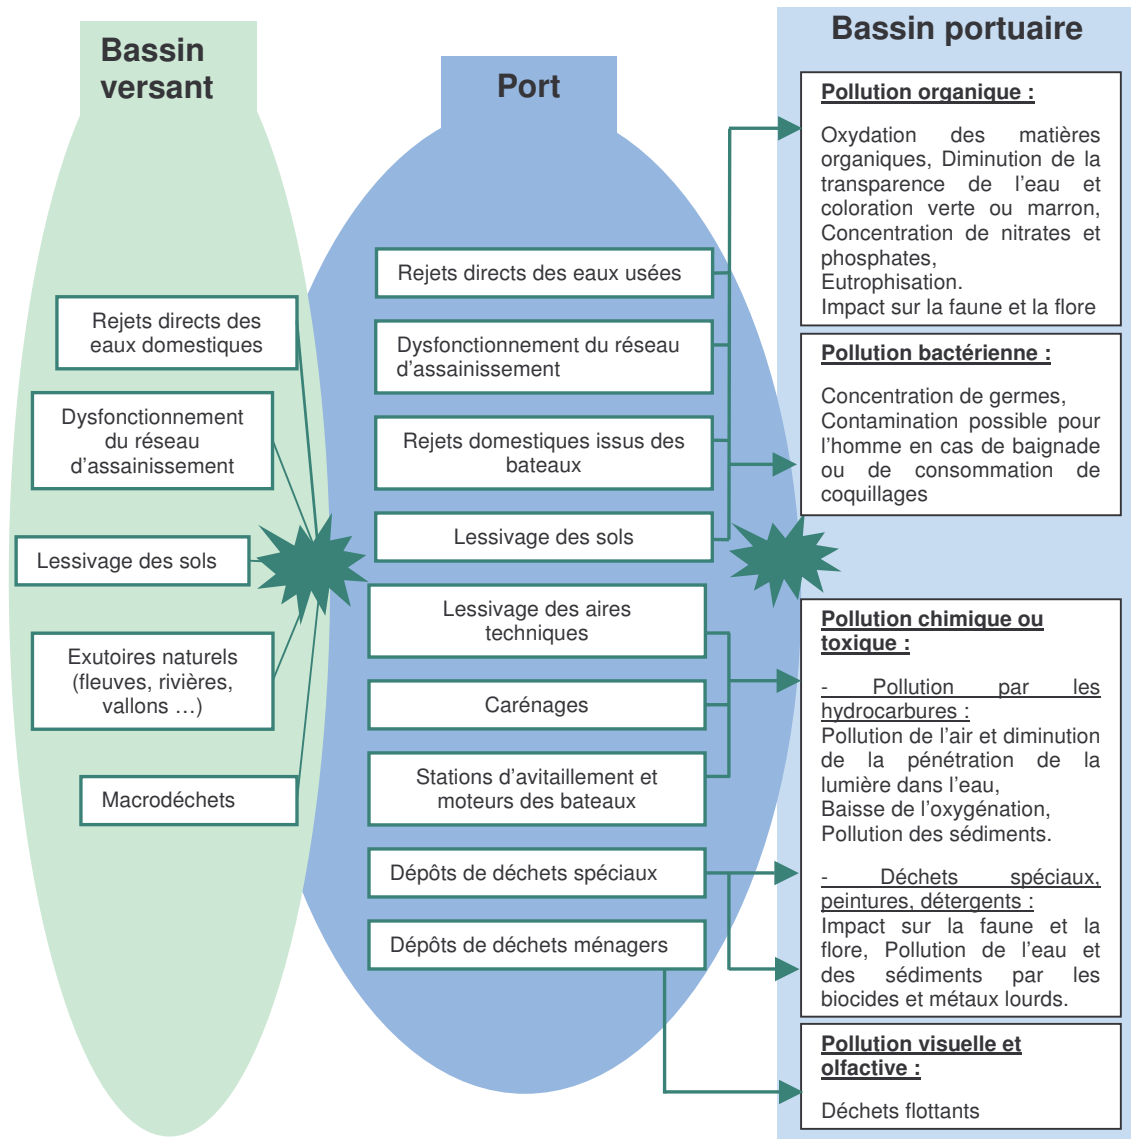 Bassin
versant
Rejets directs des
eaux domestiques
Dysfonctionnement
du réseau
d'assainissement
Lessivage des sols
Exutoires naturels
(fleuves, rivières,
vallons …)
Macrodéchets
Port
Rejets directs des eaux usées
Dysfonctionnement du réseau
d'assainissement
Rejets domestiques issus des
bateaux
Lessivage des sols
Lessivage des aires
techniques
Carénages
Stations d'avitaillement et
moteurs des bateaux
Dépôts de déchets spéciaux
Dépôts de déchets ménagers
Bassin portuaire
Pollution organique :
Oxydation des matières
organiques, Diminution de la
transparence de l'eau et
coloration verte ou marron,
Concentration de nitrates et
phosphates,
Eutrophisation.
Impact sur la faune et la flore
Pollution bactérienne :
Concentration de germes,
Contamination possible pour
l'homme en cas de baignade
ou de consommation de
coquillages
Pollution chimique ou
toxique :
- Pollution par les
hydrocarbures :
Pollution de l'air et diminution
de la pénétration de la
lumière dans l'eau,
Baisse de l'oxygénation,
Pollution des sédiments.
- Déchets spéciaux,
peintures, détergents :
Impact sur la faune et la
flore, Pollution de l'eau et
des sédiments par les
biocides et métaux lourds.
Pollution visuelle et
olfactive :
Déchets flottants